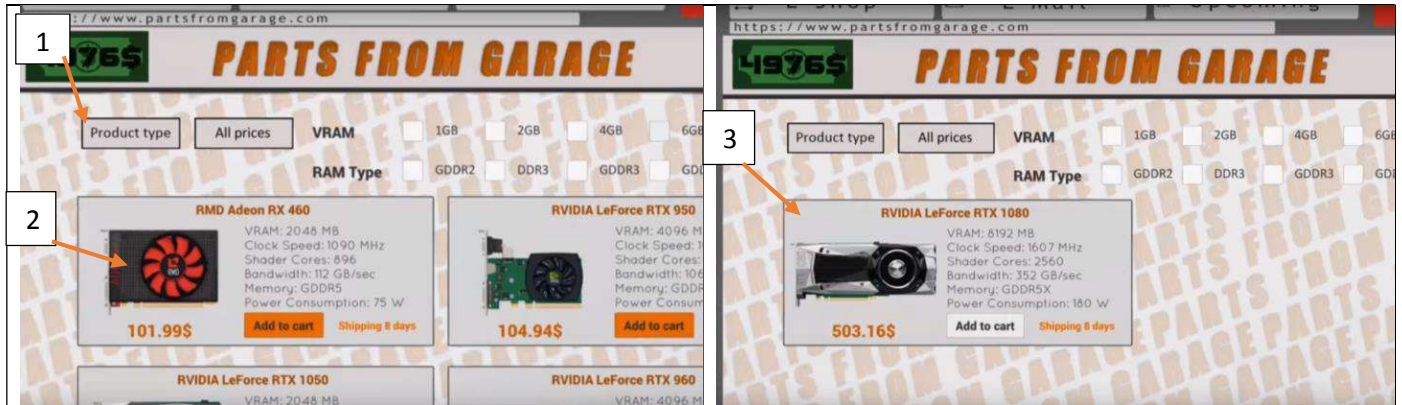 ://www.partsfromgarage.com
1
4976$
PARTS FROM GARAGE
Product type
All prices
VRAM
1GB
2GB
4GB
RAM Type
GDDR2
DDR3
GDDR3
2
RMD Adeon RX 460
VRAM: 2048 MB
Clock Speed: 1090 MHz
Shader Cores: 896
Bandwidth: 112 GB/sec
Memory: GDDR5
Power Consumption: 75 W
101.99$
Add to cart
Shipping 8 days
RVIDIA LeForce RTX 950
VRAM: 4096 M
Clock Speed: 1
Shader Cores:
Bandwidth: 106
Memory: GDDR
Power Consum
104.94$
Add to cart
RVIDIA LeForce RTX 1050
VRAM: 2048 MB
RVIDIA LeForce RTX 960
VRAM: 4096 M
E-Shop
E-Mail
Upcoming
https://www.partsfromgarage.com
4976$
PARTS FROM GARAGE
Product type
All prices
VRAM
1GB
2GB
4GB
RAM Type
GDDR2
DDR3
GDDR3
3
RVIDIA LeForce RTX 1080
VRAM: 8192 MB
Clock Speed: 1607 MHz
Shader Cores: 2560
Bandwidth: 352 GB/sec
Memory: GDDR5X
Power Consumption: 180 W
503.16$
Add to cart
Shipping 8 days